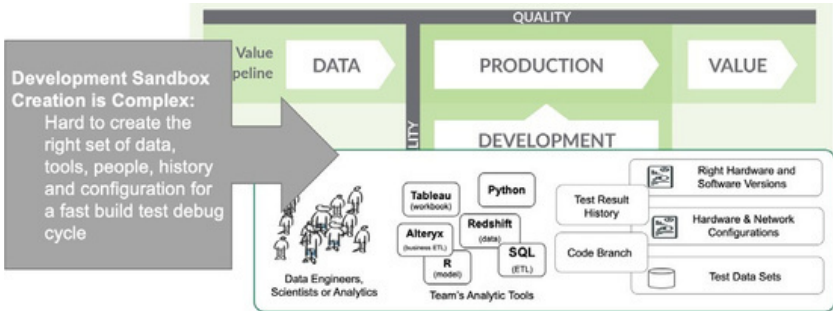 QUALITY
Value
peline
DATA
PRODUCTION
VALUE
LITY
DEVELOPMENT
Development Sandbox
Creation is Complex:
Hard to create the
right set of data,
tools, people, history
and configuration for
a fast build test debug
cycle
Data Engineers,
Scientists or Analytics
Tableau
(workbook)
Python
Alteryx
(business ETL)
Redshift
(data)
R
(model)
SQL
(ETL)
Team's Analytic Tools
Test Result
History
Code Branch
Right Hardware and
Software Versions
Hardware & Network
Configurations
Test Data Sets